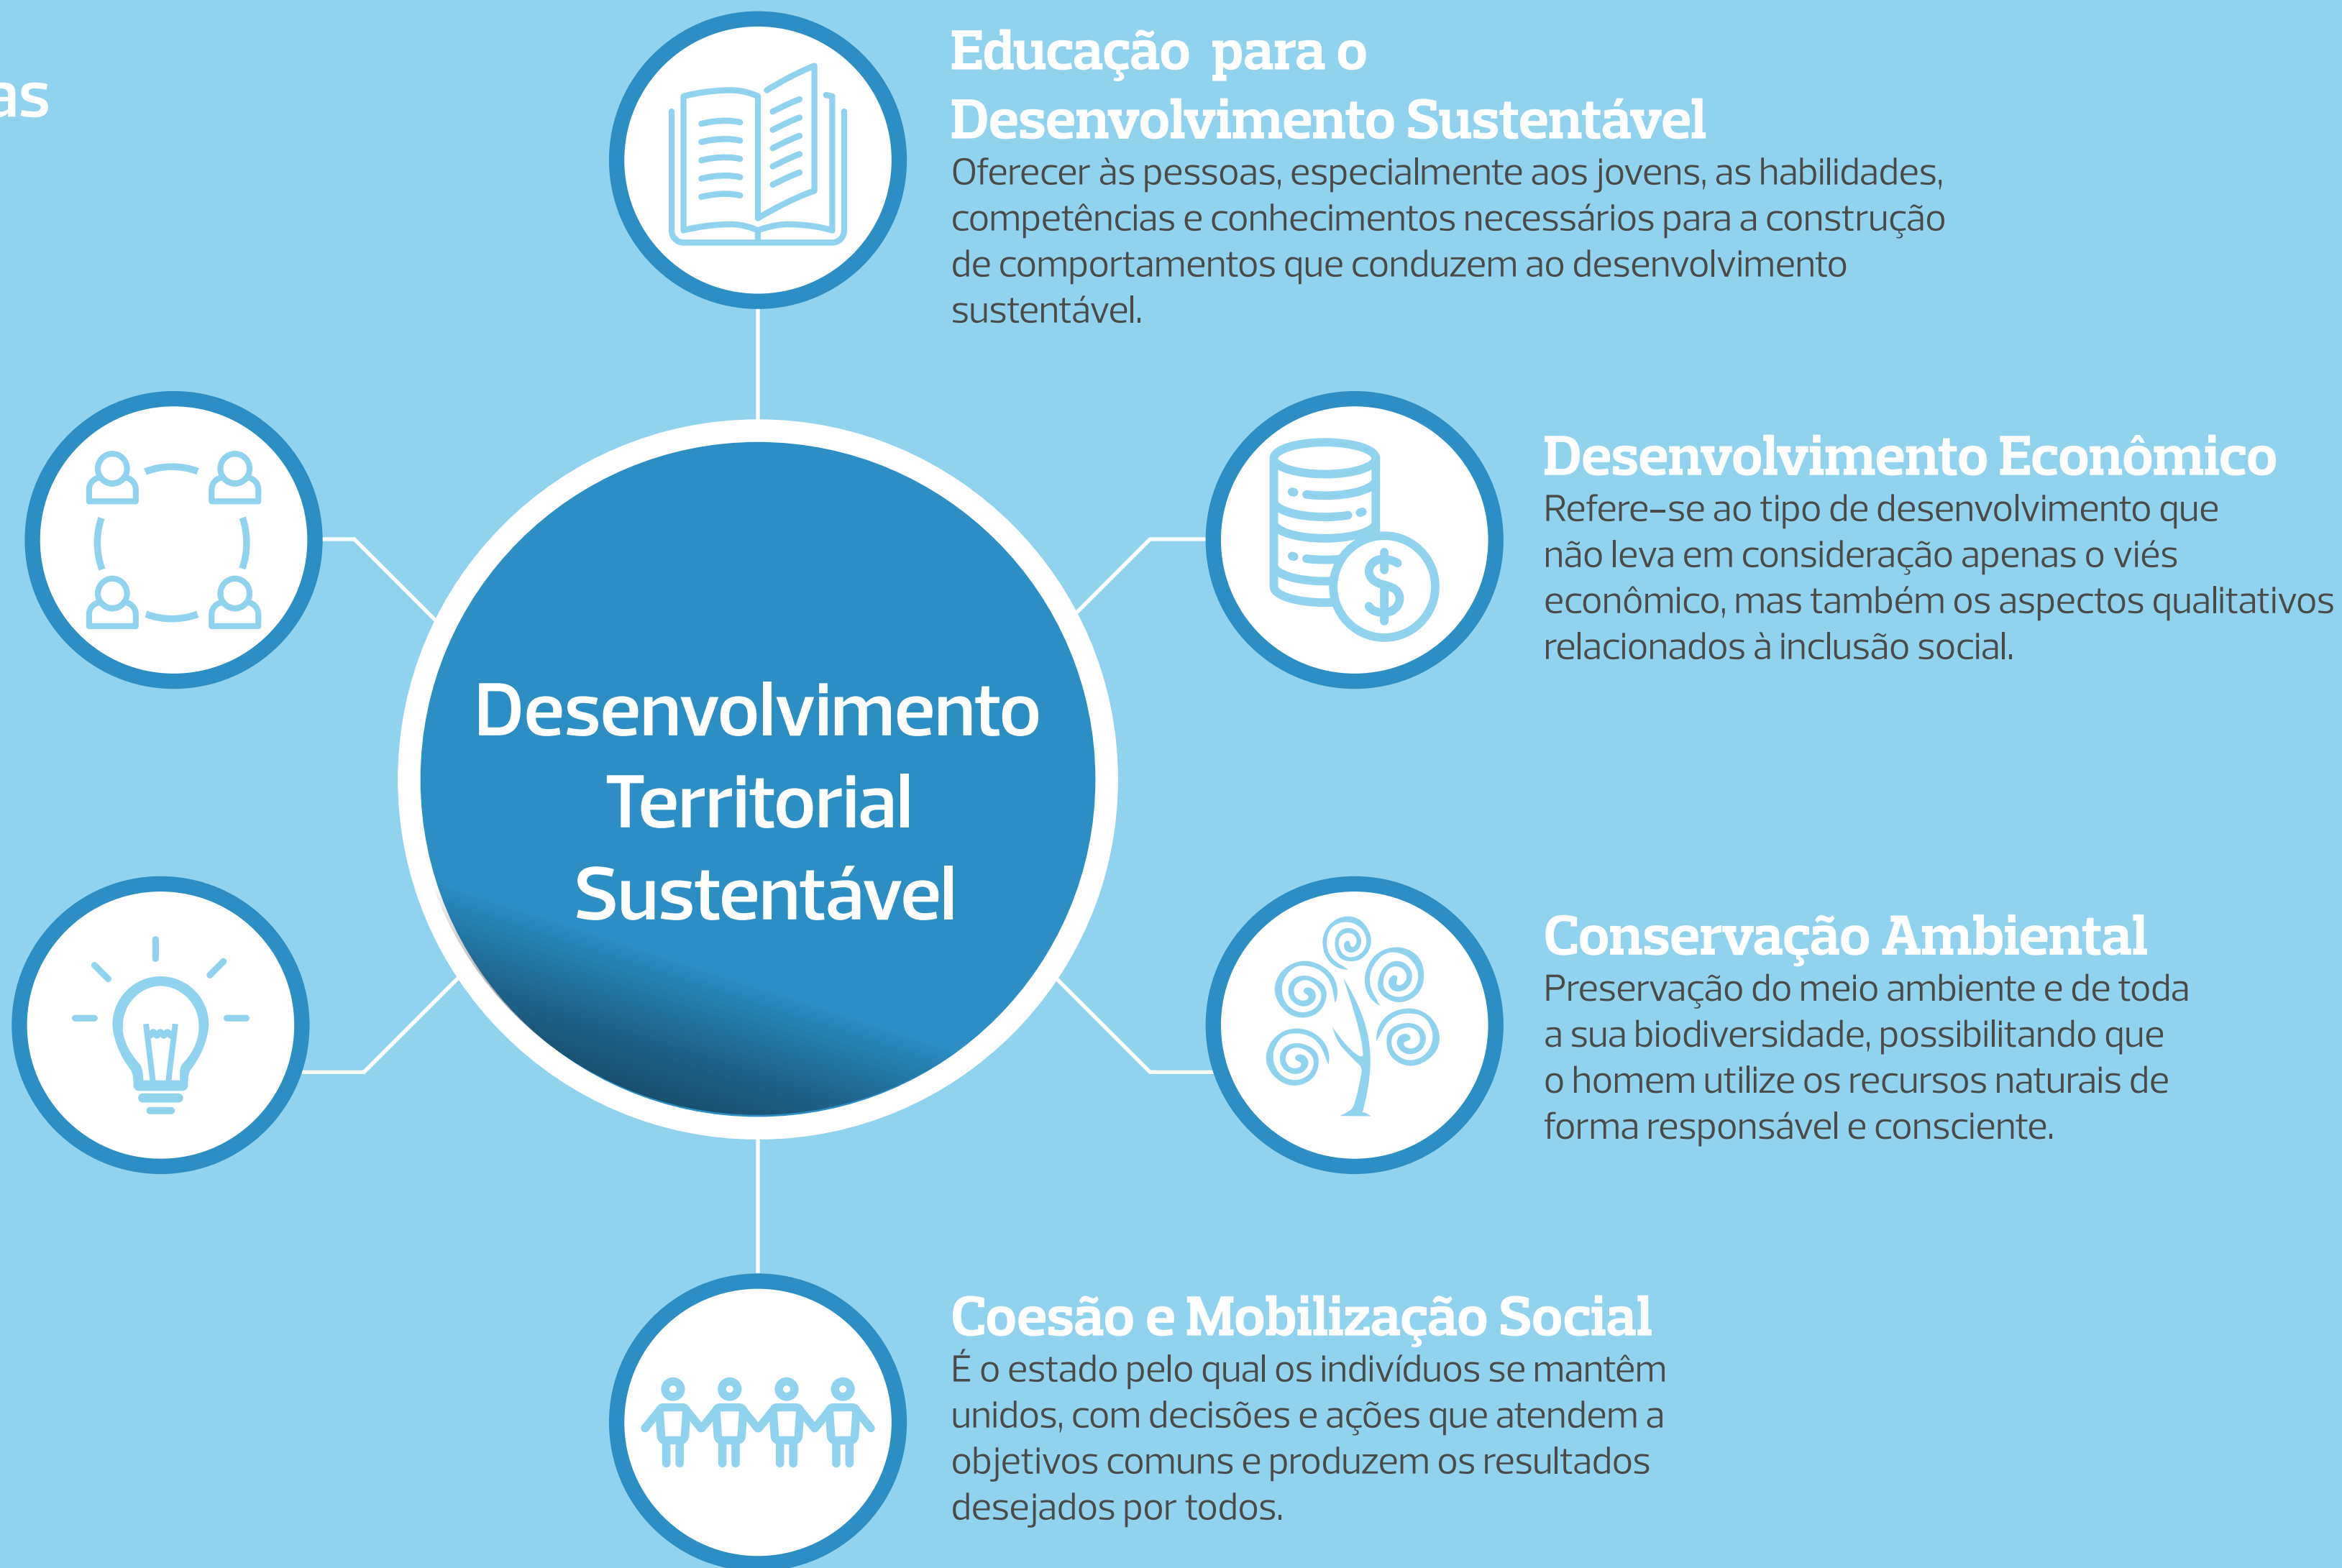 as
Educação para o
Desenvolvimento Sustentável
Oferecer às pessoas, especialmente aos jovens, as habilidades,
competências e conhecimentos necessários para a construção
de comportamentos que conduzem ao desenvolvimento
sustentável.
Desenvolvimento Econômico
Refere-se ao tipo de desenvolvimento que
não leva em consideração apenas o viés
econômico, mas também os aspectos qualitativos
relacionados à inclusão social.
Desenvolvimento
Territorial
Sustentável
Conservação Ambiental
Preservação do meio ambiente e de toda
a sua biodiversidade, possibilitando que
o homem utilize os recursos naturais de
forma responsável e consciente.
Coesão e Mobilização Social
É o estado pelo qual os indivíduos se mantêm
unidos, com decisões e ações que atendem a
objetivos comuns e produzem os resultados
desejados por todos.